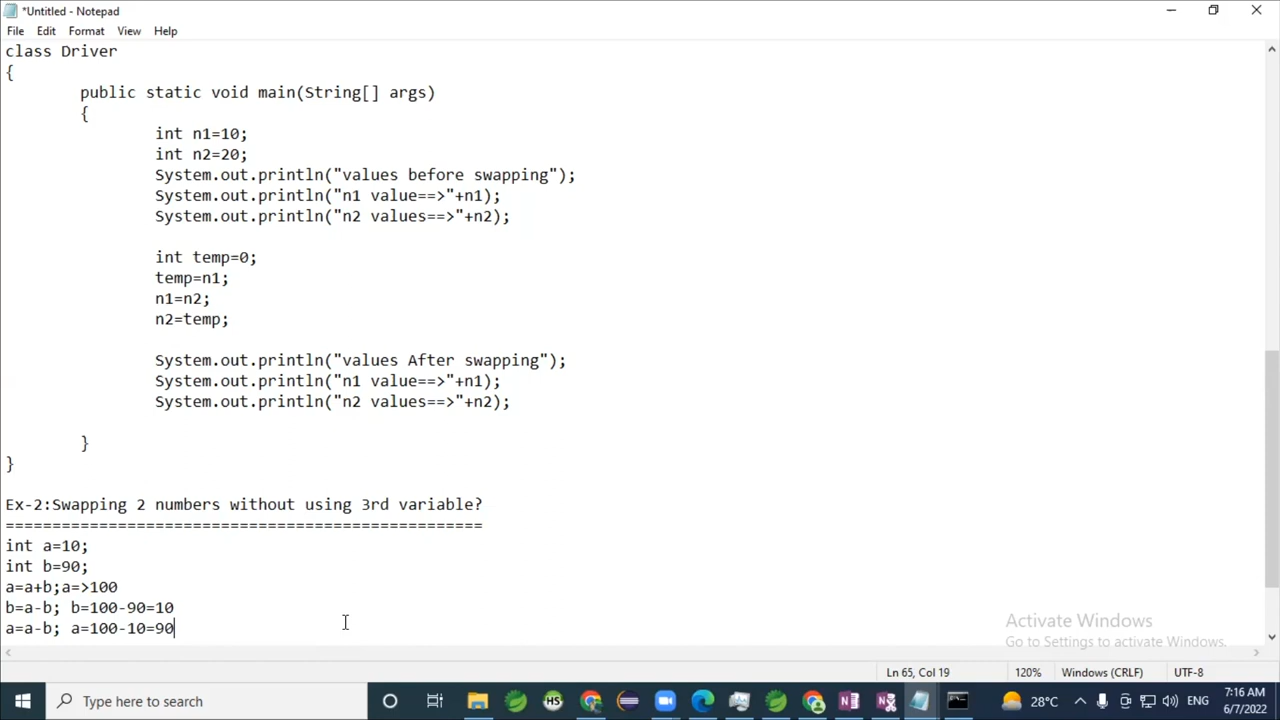 *Untitled - Notepad
File Edit Format View Help
class Driver
{
public static void main(String[] args)
{
int n1=10;
int n2=20;
System.out.println("values before swapping");
System.out.println("n1 value==>"+n1);
System.out.println("n2 values==>"+n2);
int temp=0;
temp=n1;
n1=n2;
n2=temp;
System.out.println("values After swapping");
System.out.println("n1 value==>"+n1);
System.out.println("n2 values==>"+n2);
}
}
Ex-2:Swapping 2 numbers without using 3rd variable?
===================================================
int a=10;
int b=90;
a=a+b;a=>100
b=a-b; b=100-90=10
a=a-b; a=100-10=90
Activate Windows
Go to Settings to activate Windows.
Ln 65, Col 19 120% Windows (CRLF) UTF-8
Type here to search HS 28°C ENG 7:16 AM
6/7/2022